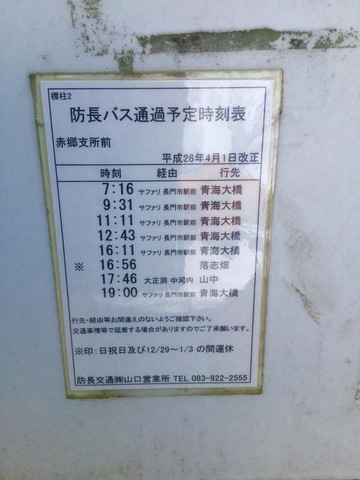 標柱2
防長バス通過予定時刻表
赤郷支所前
平成26年4月1日改正
時刻 経由 行先
7:16 サファリ 長門市駅前 青海大橋
9:31 サファリ 長門市駅前 青海大橋
11:11 サファリ 長門市駅前 青海大橋
12:43 サファリ 長門市駅前 青海大橋
16:11 サファリ 長門市駅前 青海大橋
※ 16:56 落志畑
17:46 大正洞 中河内 山中
19:00 サファリ 長門市駅前 青海大橋
行先・経由等お間違えのないようご確認下さい。
交通事情等で延着する場合がありますのでご了承願います。
※印：日祝日及び12/29～1/3の間運休
防長交通㈱山口営業所 TEL 083-922-2555